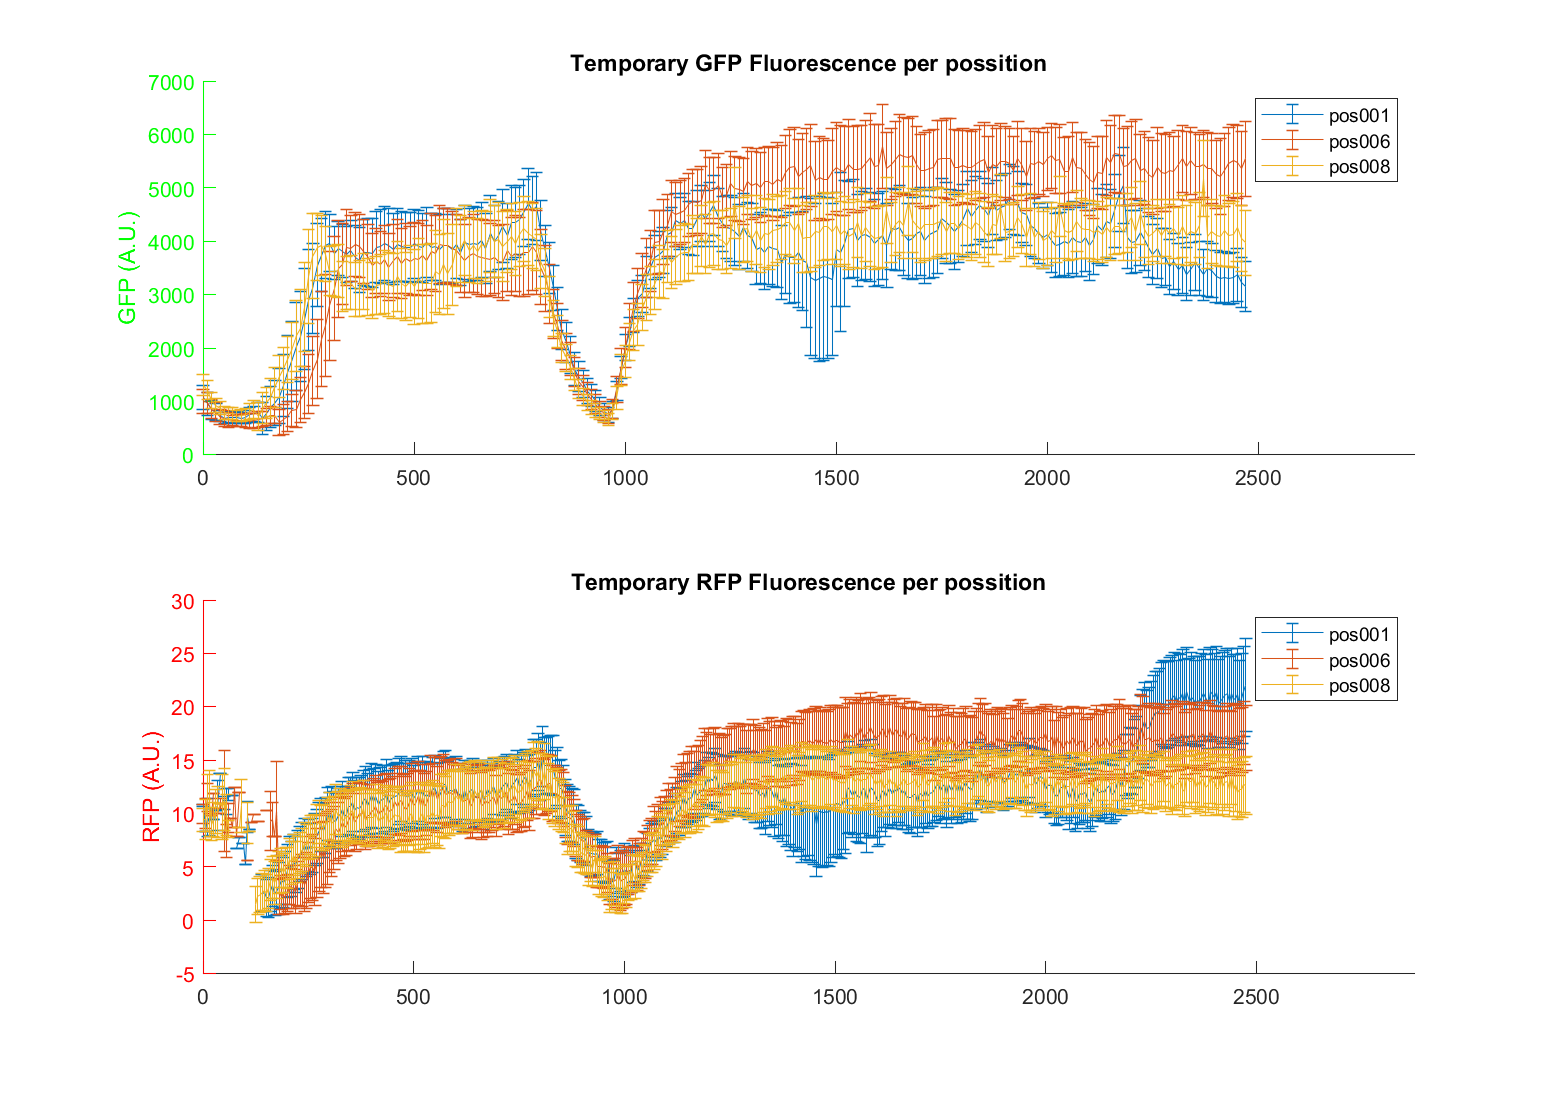 Temporary GFP Fluorescence per possition
GFP (A.U.)
7000
6000
5000
4000
3000
2000
1000
0
0 500 1000 1500 2000 2500
pos001
pos006
pos008
Temporary RFP Fluorescence per possition
RFP (A.U.)
30
25
20
15
10
5
0
-5
0 500 1000 1500 2000 2500
pos001
pos006
pos008